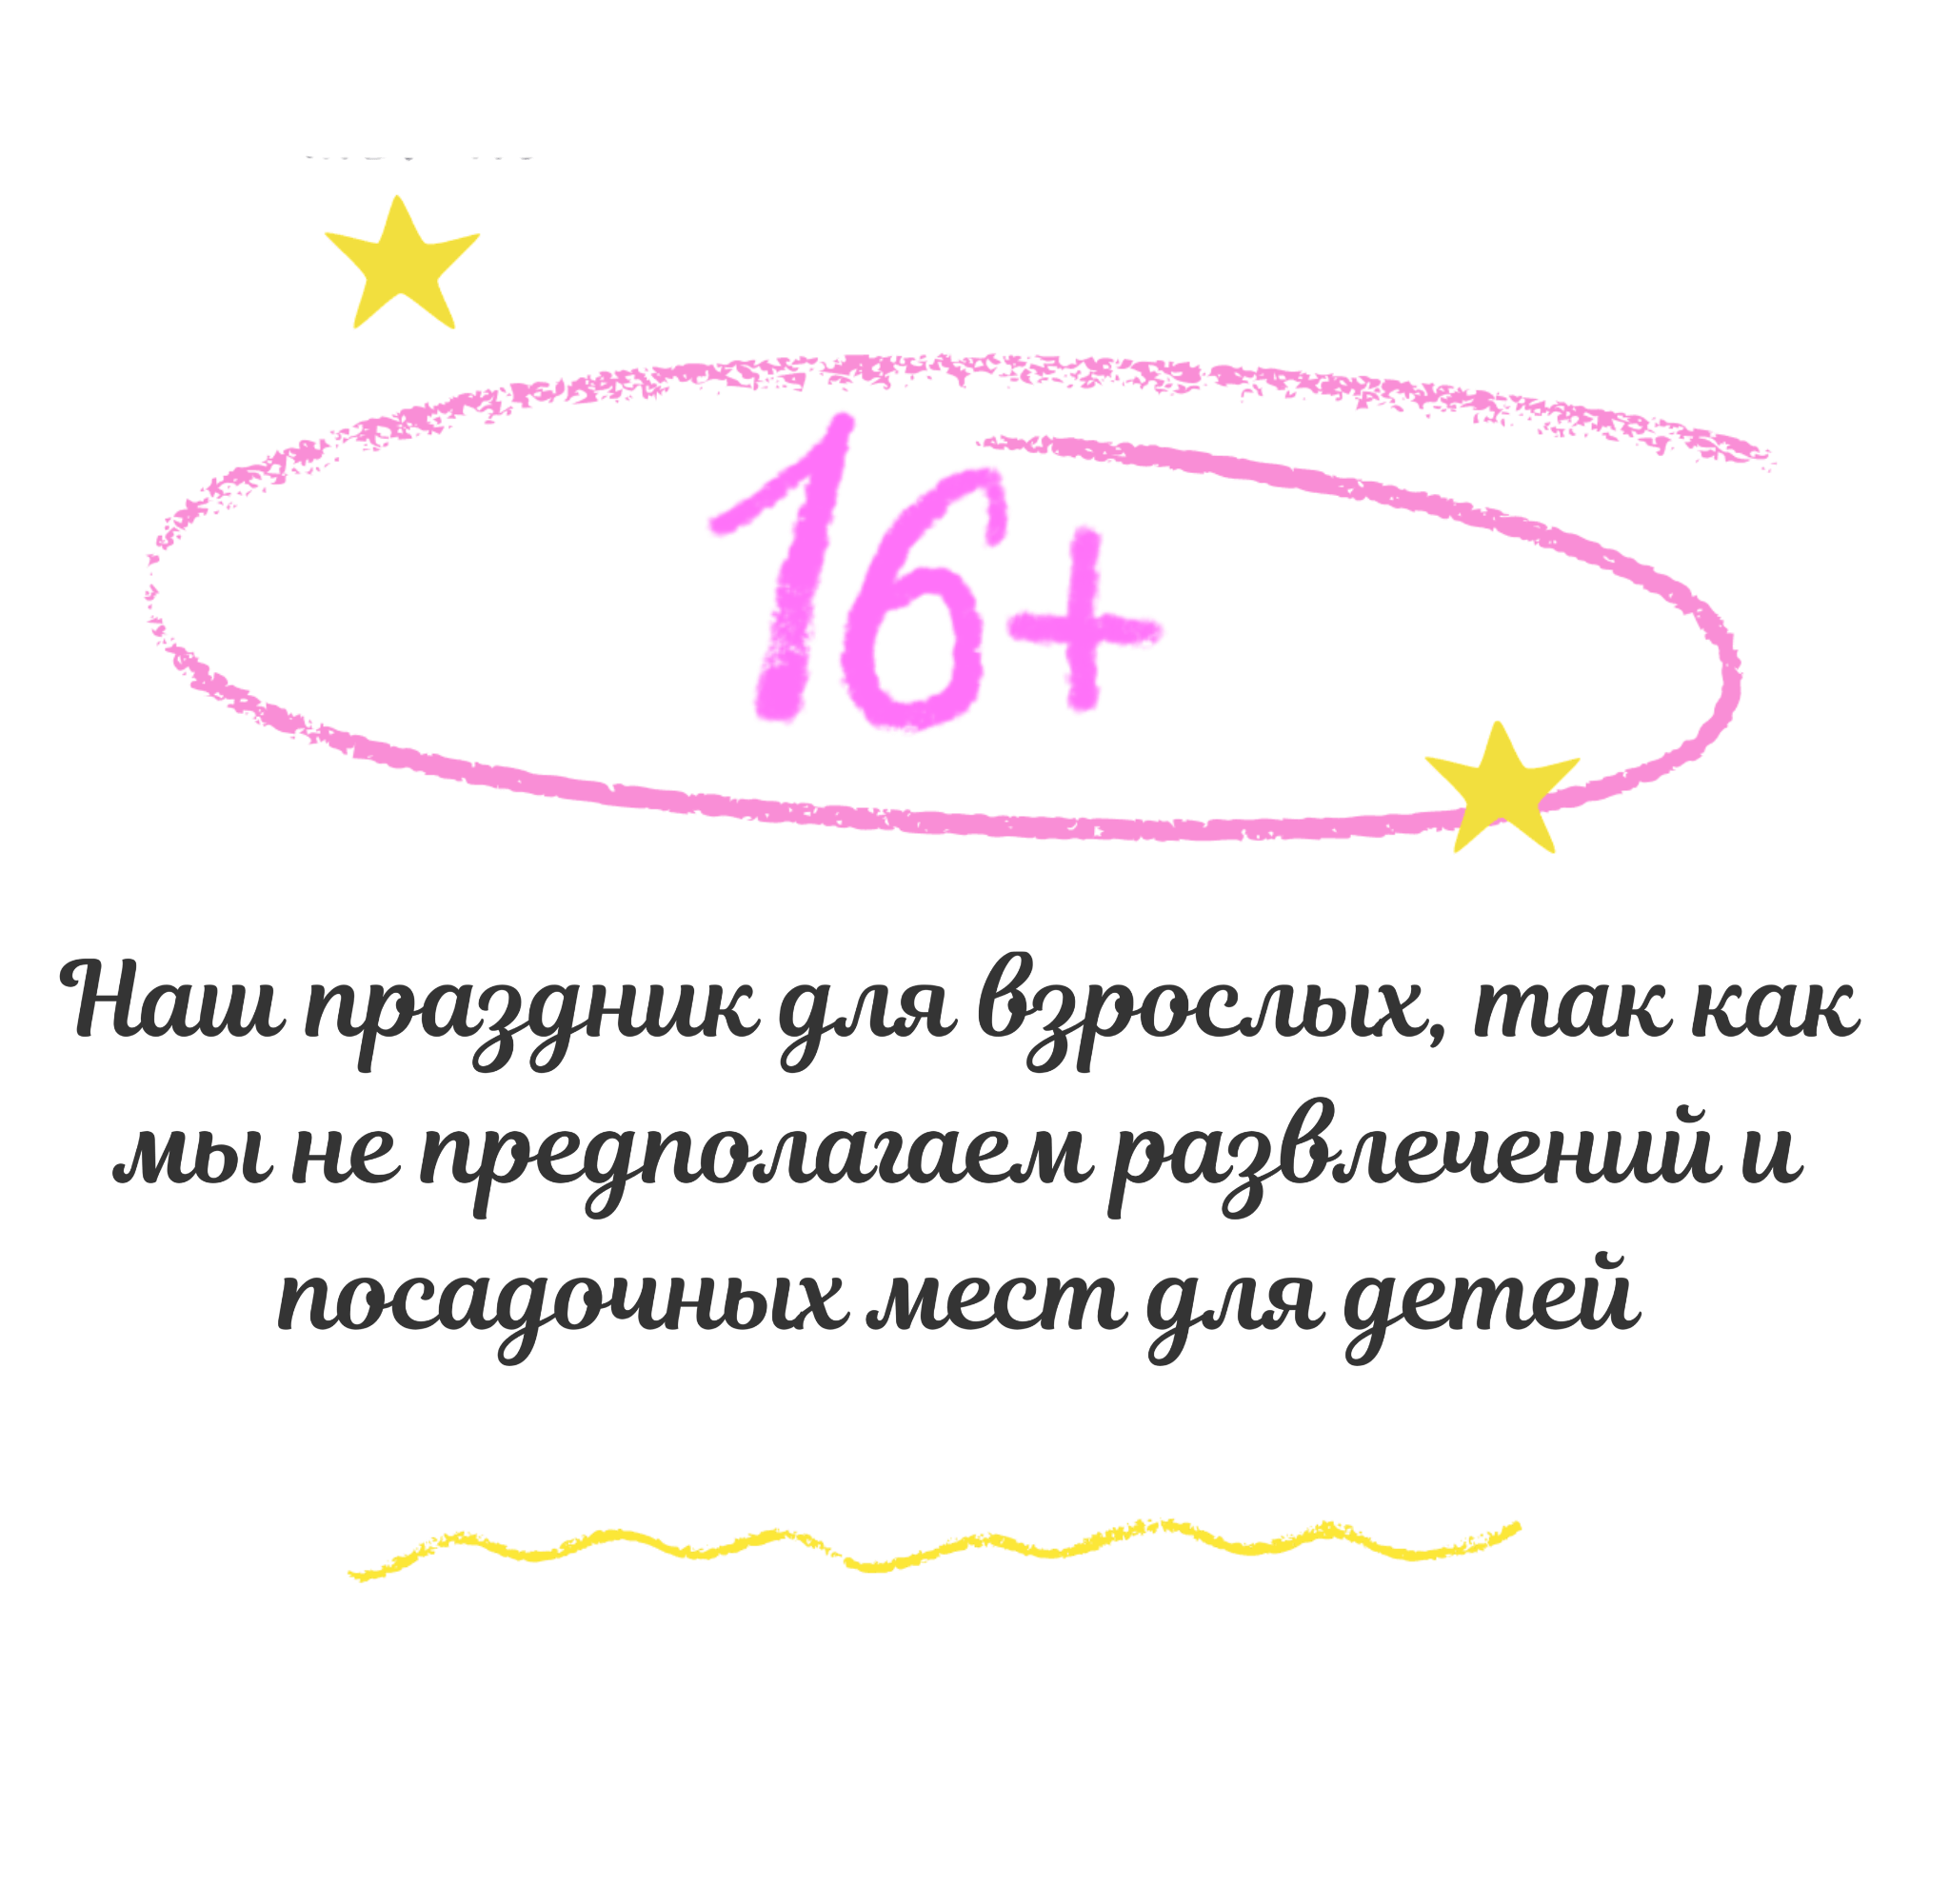 16+
Наш праздник для взрослых, так как
мы не предполагаем развлечений и
посадочных мест для детей